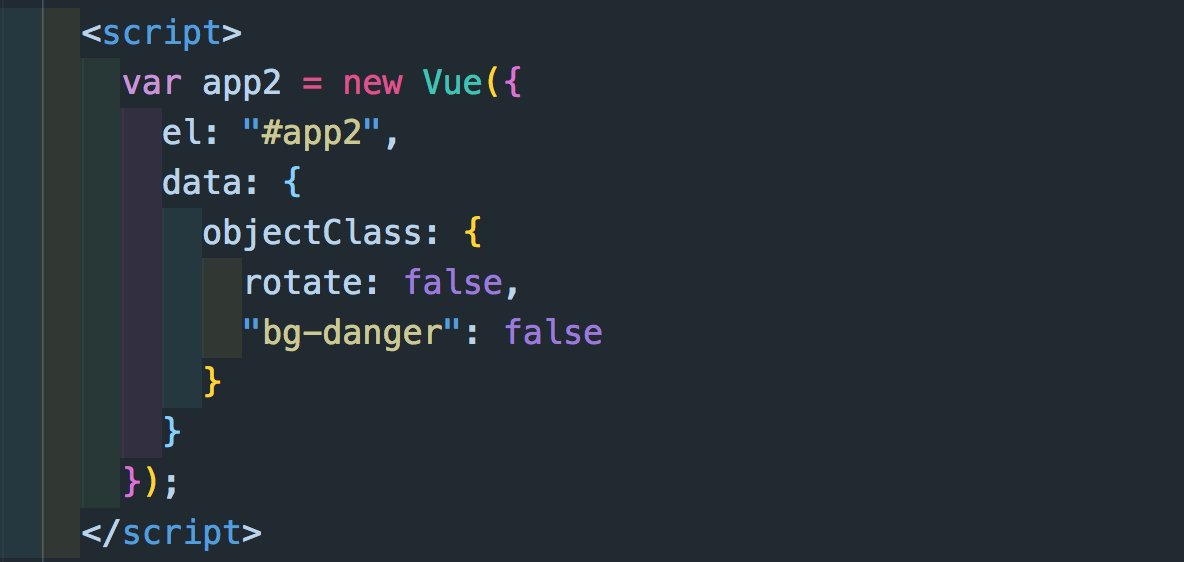 <script>
var app2 = new Vue({
el: "#app2",
data: {
objectClass: {
rotate: false,
"bg-danger": false
}
}
});
</script>